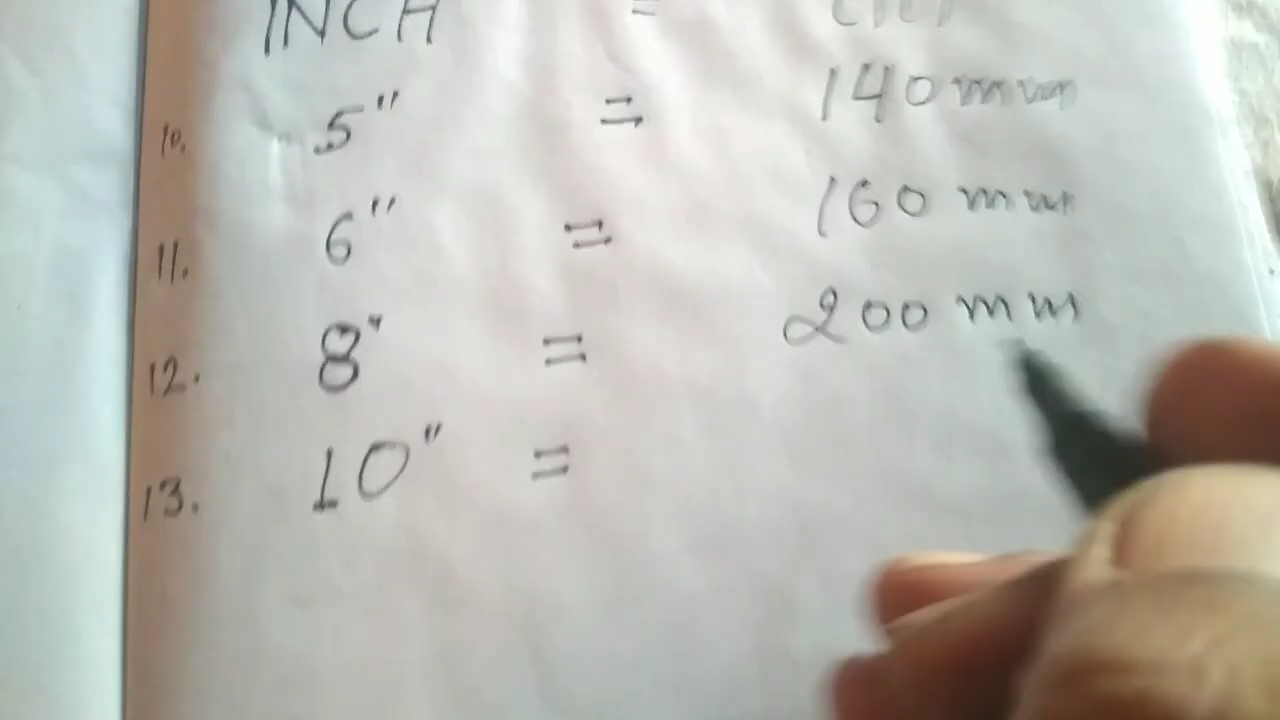 INCH =
10. 5" = 140 mm
11. 6" = 160 mm
12. 8" = 200 mm
13. 10" =